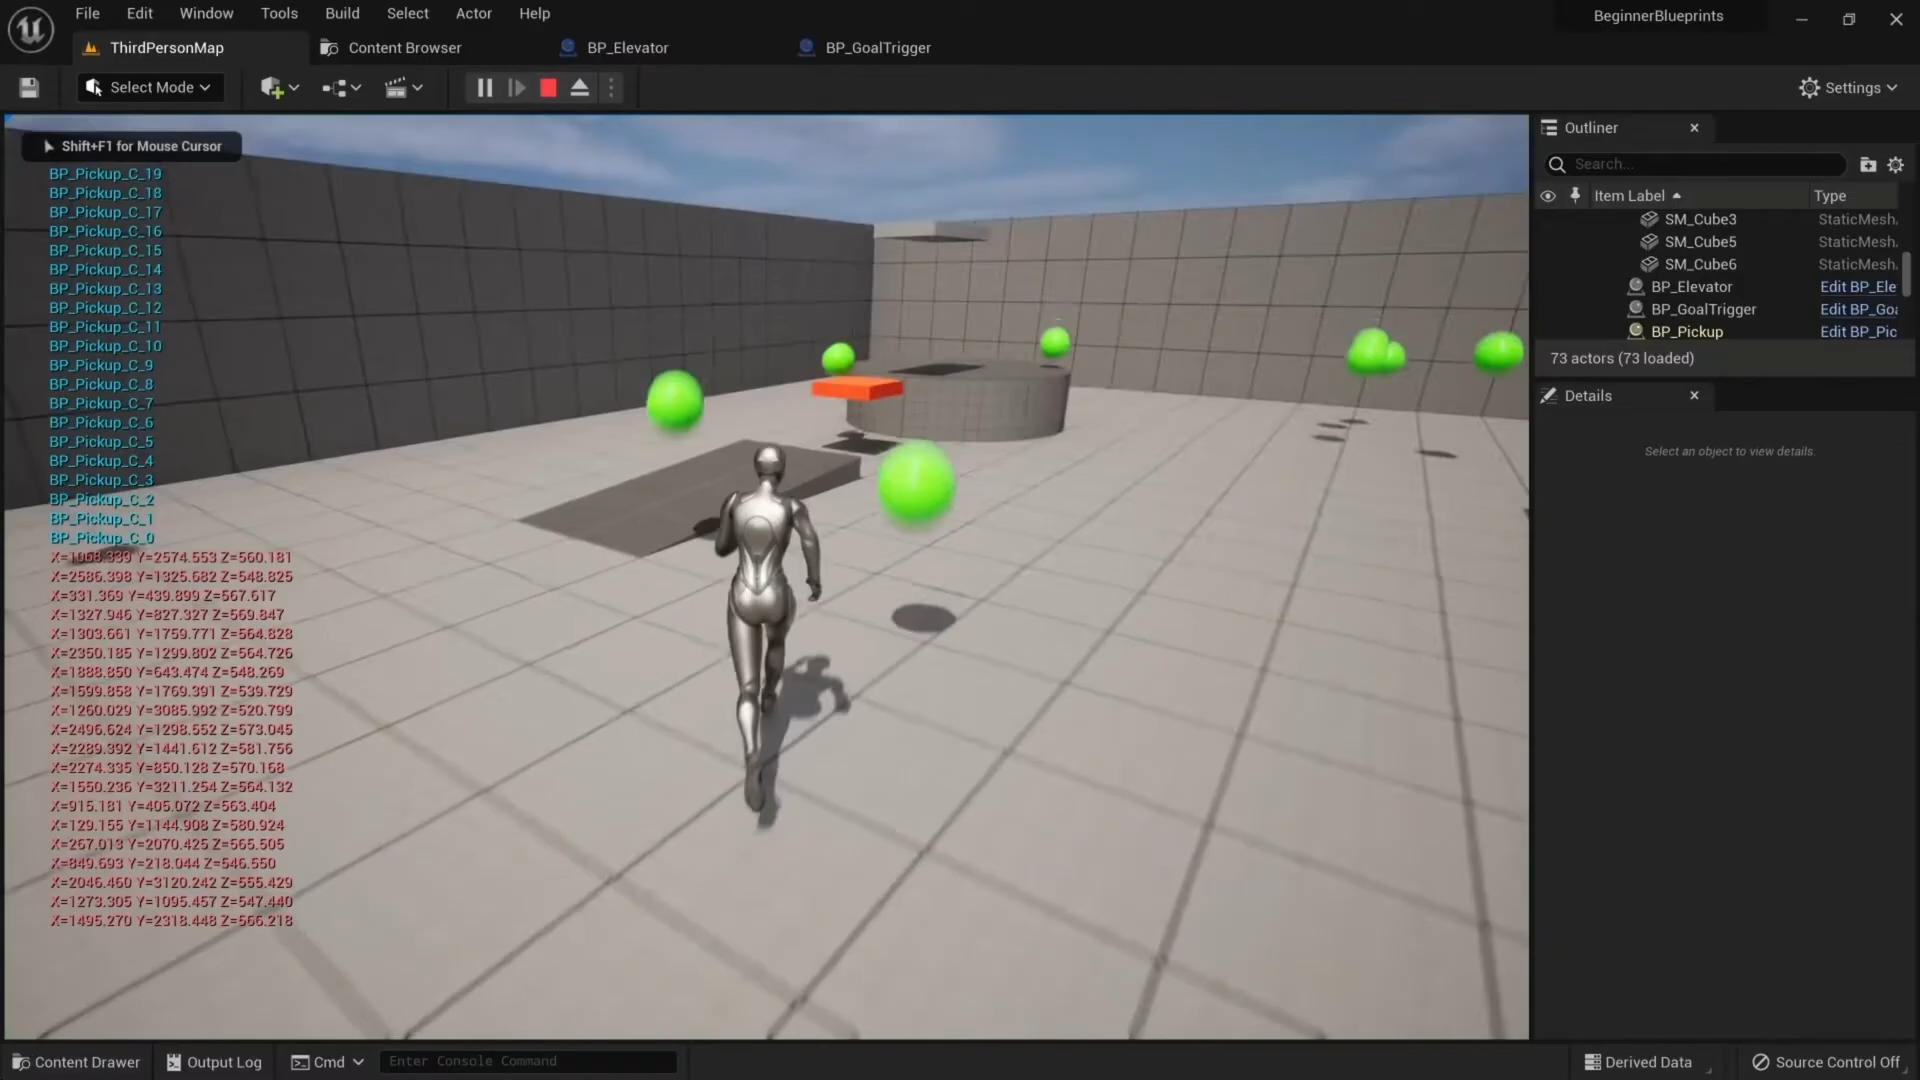 File Edit Window Tools Build Select Actor Help
BeginnerBlueprints
ThirdPersonMap
Content Browser
BP_Elevator
BP_GoalTrigger
Select Mode
Settings
Shift+F1 for Mouse Cursor
BP_Pickup_C_19
BP_Pickup_C_18
BP_Pickup_C_17
BP_Pickup_C_16
BP_Pickup_C_15
BP_Pickup_C_14
BP_Pickup_C_13
BP_Pickup_C_12
BP_Pickup_C_11
BP_Pickup_C_10
BP_Pickup_C_9
BP_Pickup_C_8
BP_Pickup_C_7
BP_Pickup_C_6
BP_Pickup_C_5
BP_Pickup_C_4
BP_Pickup_C_3
BP_Pickup_C_2
BP_Pickup_C_1
BP_Pickup_C_0
X=1068.339 Y=2574.553 Z=560.181
X=2586.398 Y=1325.682 Z=548.825
X=331.369 Y=439.899 Z=567.617
X=1327.946 Y=827.327 Z=569.847
X=1303.661 Y=1759.771 Z=564.828
X=2350.185 Y=1299.802 Z=564.726
X=1888.850 Y=643.474 Z=548.269
X=1599.858 Y=1769.391 Z=539.729
X=1260.029 Y=3085.992 Z=520.799
X=2496.624 Y=1298.552 Z=573.045
X=2289.392 Y=1441.612 Z=581.756
X=2274.335 Y=850.128 Z=570.168
X=1550.236 Y=3211.254 Z=564.132
X=915.181 Y=405.072 Z=563.404
X=129.155 Y=1144.908 Z=580.924
X=267.013 Y=2070.425 Z=565.505
X=849.693 Y=218.044 Z=546.550
X=2046.460 Y=3120.242 Z=555.429
X=1273.305 Y=1095.457 Z=547.440
X=1495.270 Y=2318.448 Z=566.218
Outliner
Search...
Item Label Type
SM_Cube3 StaticMesh
SM_Cube5 StaticMesh
SM_Cube6 StaticMesh
BP_Elevator Edit BP_Ele
BP_GoalTrigger Edit BP_Goa
BP_Pickup Edit BP_Pic
73 actors (73 loaded)
Details
Select an object to view details.
Content Drawer
Output Log
Cmd
Enter Console Command
Derived Data
Source Control Off